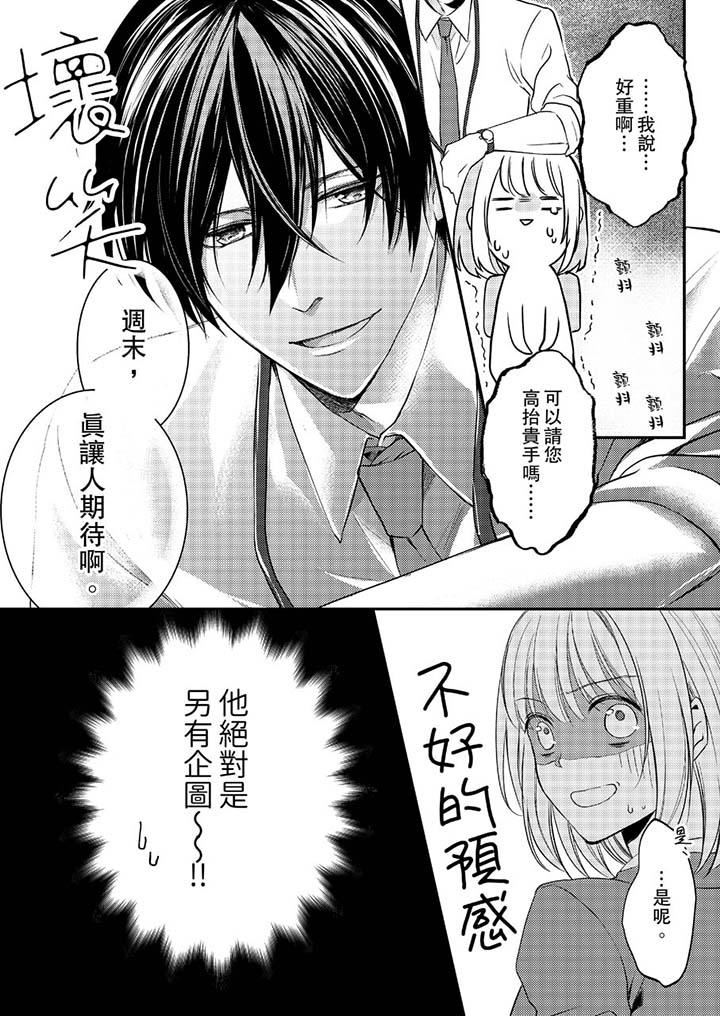 ……我說…
好重啊…
顫抖
顫抖
顫抖
顫抖
可以請您
高抬貴手嗎……
壞笑
週末，
真讓人期待啊。
是…
…是呢。
不好的預感
他絕對是
另有企圖～!!